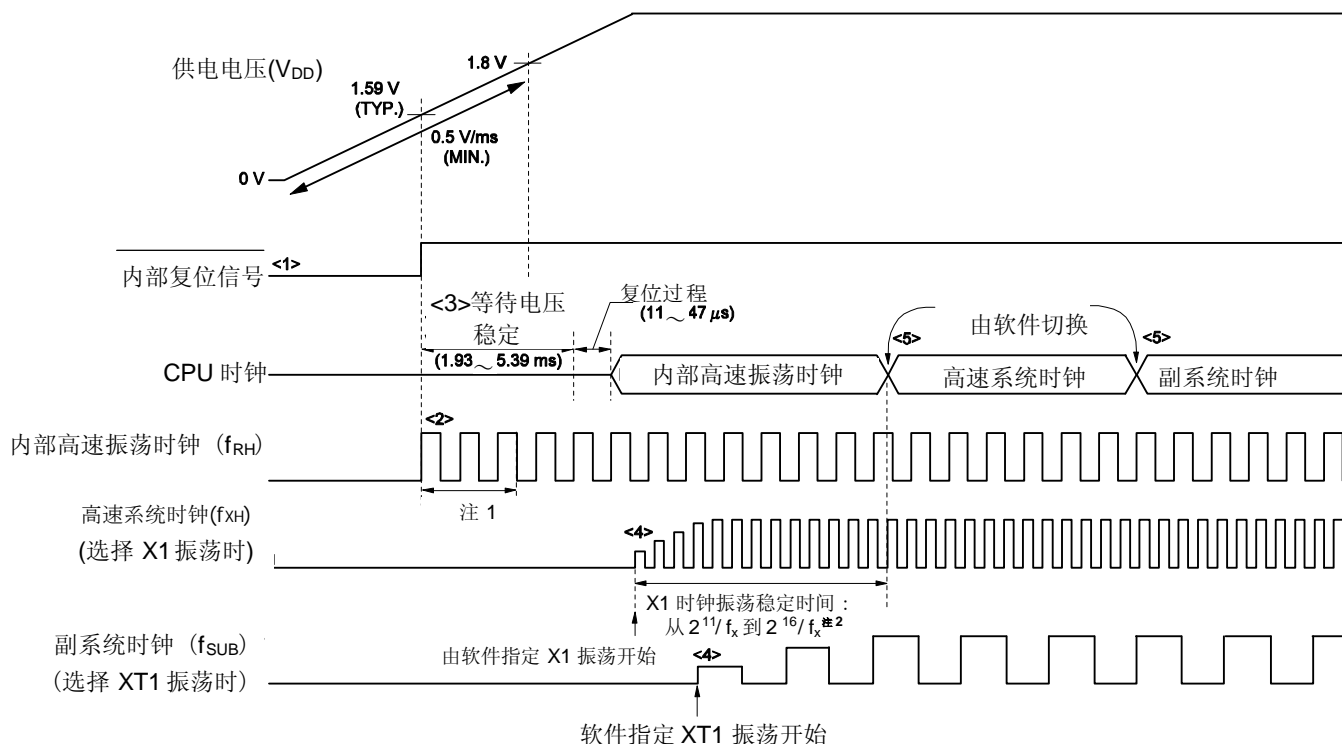 供电电压(VDD)
1.8 V
1.59 V
(TYP.)
0.5 V/ms
(MIN.)
0 V
内部复位信号
<1>
<3>等待电压
稳定
(1.93～5.39 ms)
复位过程
(11～47 μs)
由软件切换
<5>
<5>
CPU 时钟
内部高速振荡时钟
高速系统时钟
副系统时钟
<2>
内部高速振荡时钟（fRH）
注 1
高速系统时钟(fXH)
(选择 X1 振荡时)
<4>
X1 时钟振荡稳定时间：
从 2¹¹/ fx 到 2¹⁶/ fx 注 2
由软件指定 X1 振荡开始
副系统时钟（fSUB）
（选择 XT1 振荡时）
<4>
软件指定 XT1 振荡开始